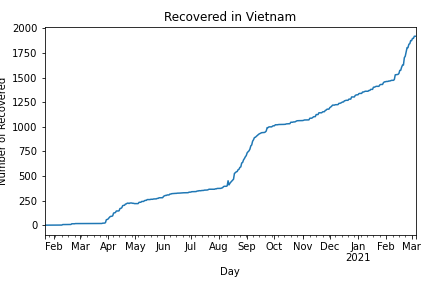 Recovered in Vietnam
Number of Recovered
2000
1750
1500
1250
1000
750
500
250
0
Feb Mar Apr May Jun Jul Aug Sep Oct Nov Dec Jan Feb Mar
2021
Day